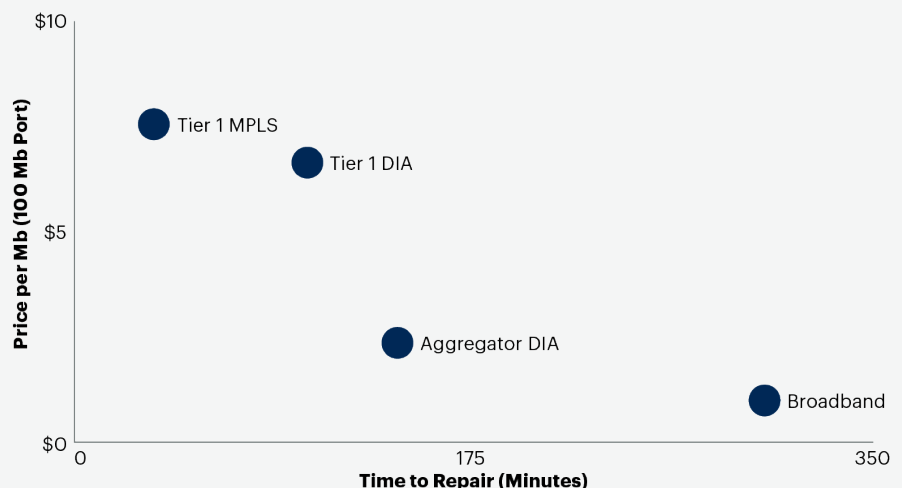 $10
Tier 1 MPLS
Tier 1 DIA
$5
Aggregator DIA
Broadband
$0
0 175 350
Time to Repair (Minutes)
Price per Mb (100 Mb Port)